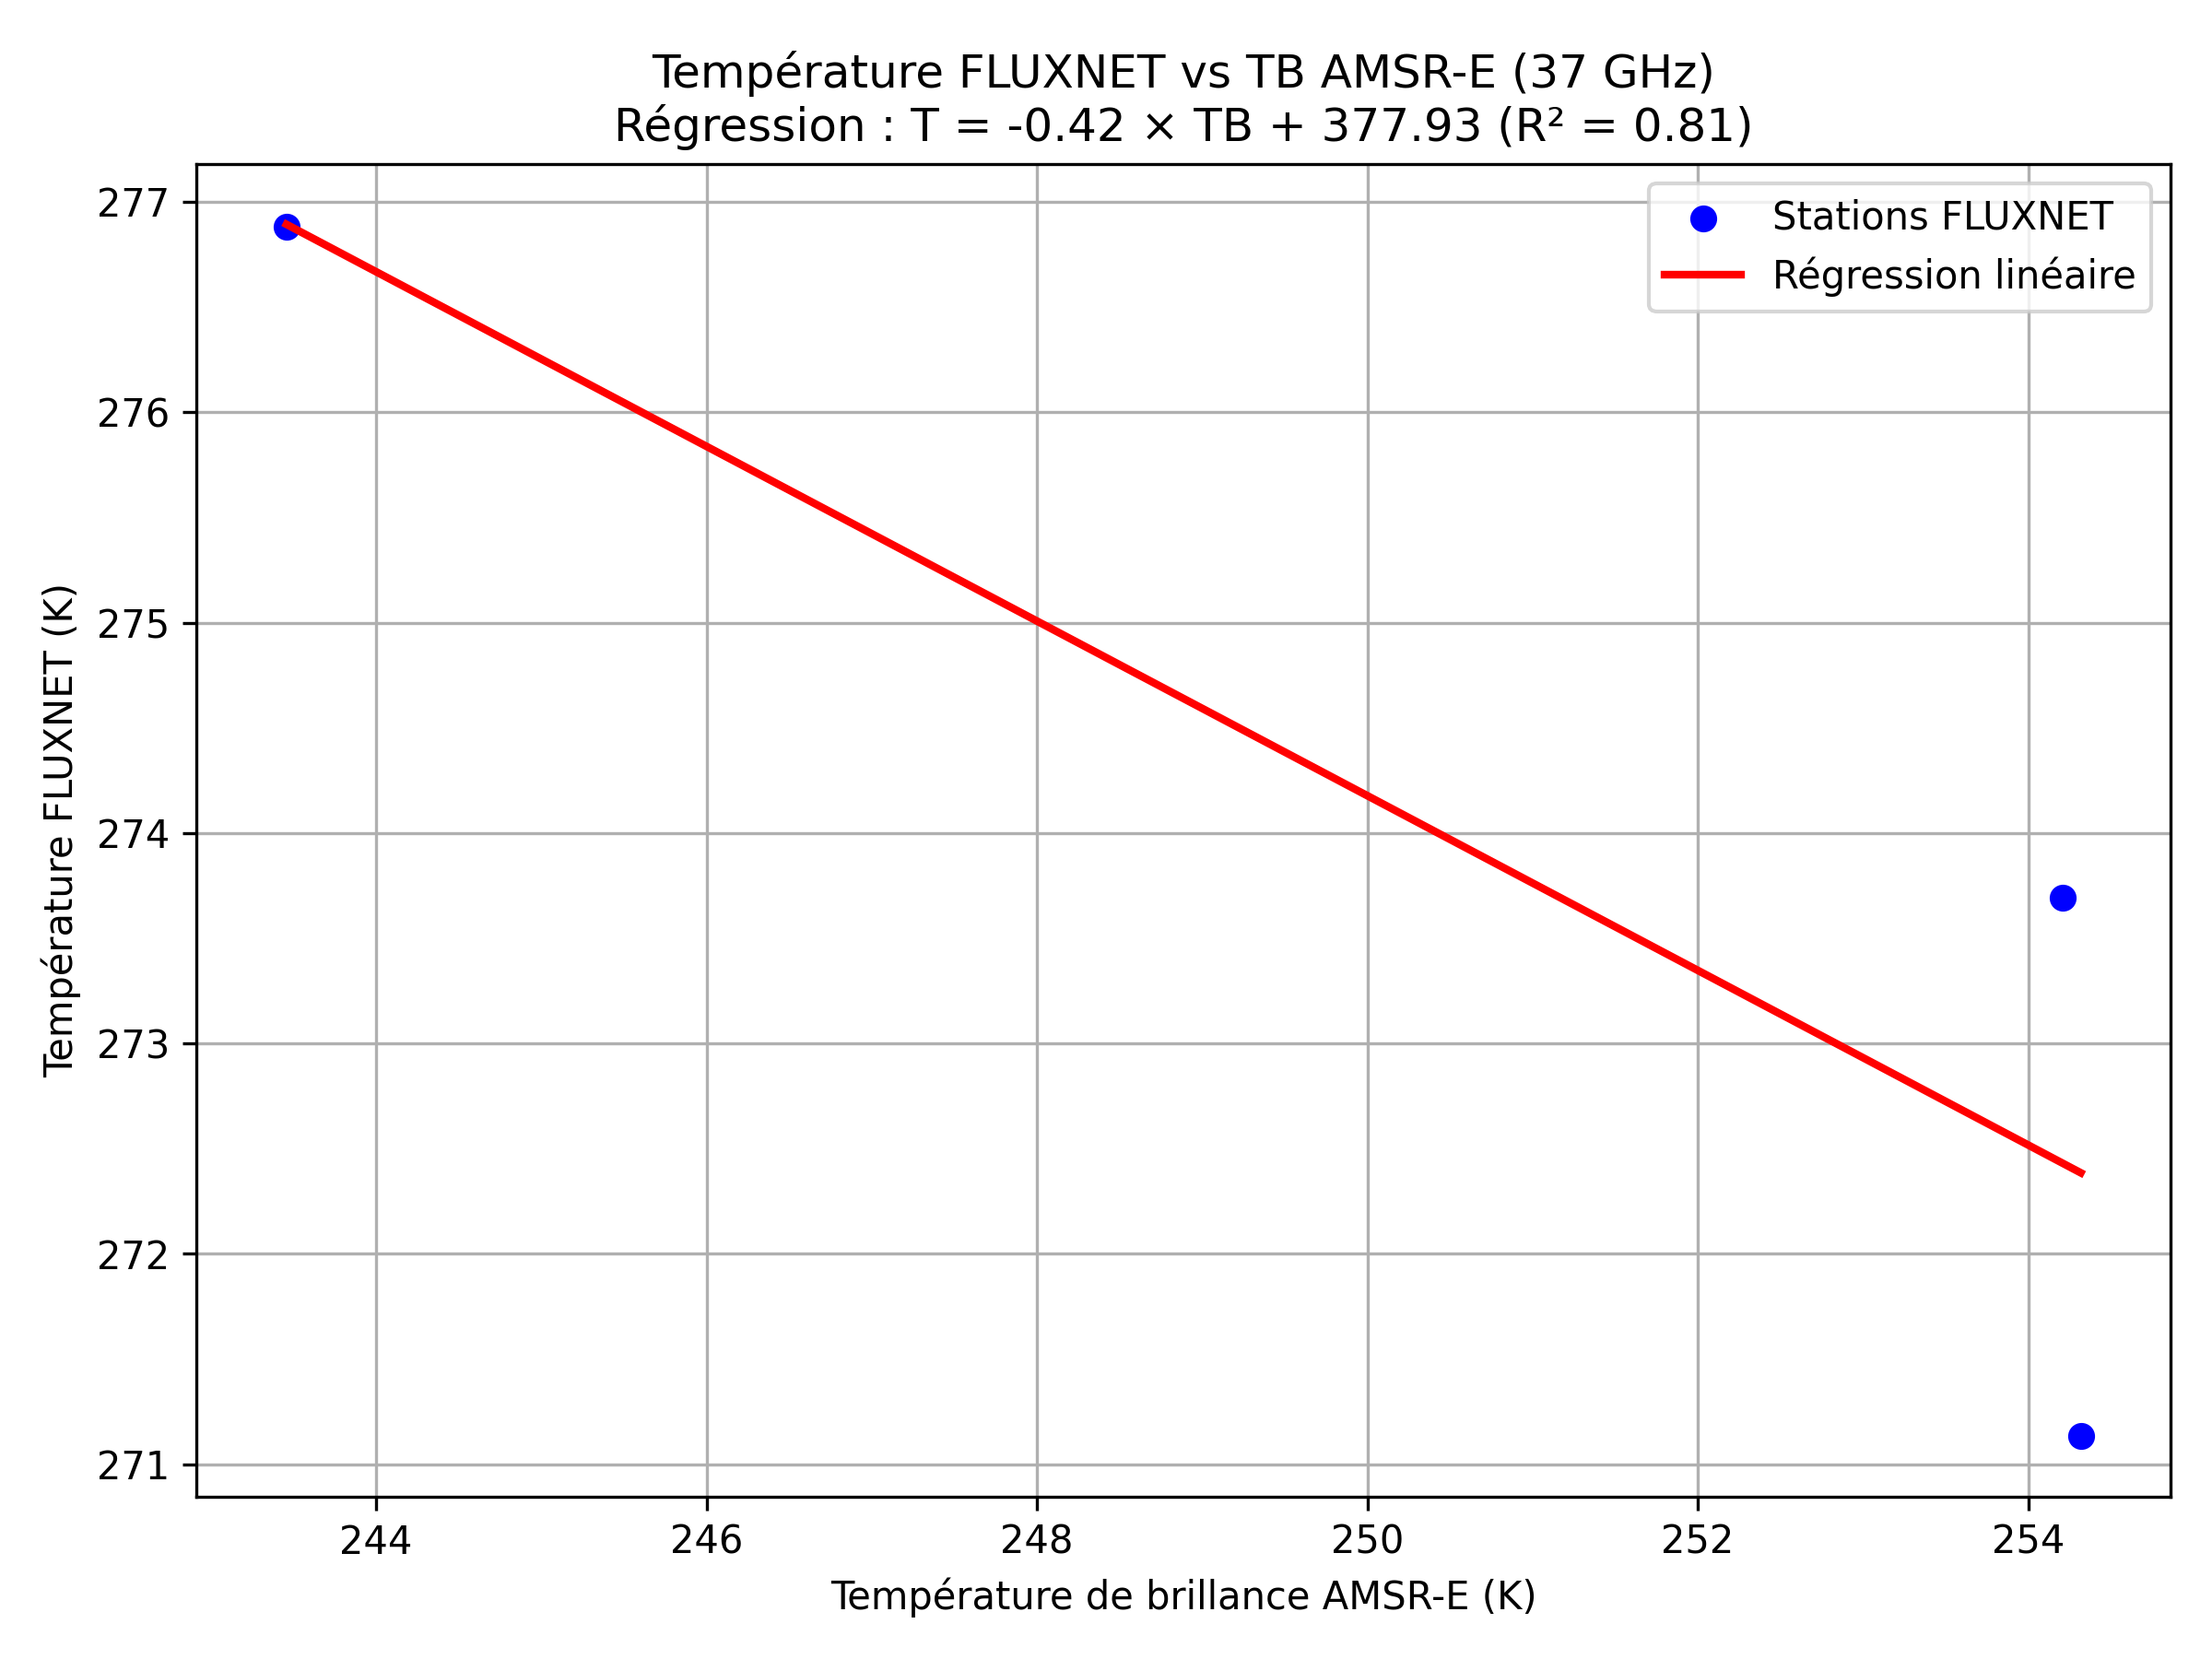 Température FLUXNET vs TB AMSR-E (37 GHz)
Régression : T = -0.42 × TB + 377.93 (R² = 0.81)
Stations FLUXNET
Régression linéaire
Température FLUXNET (K)
277
276
275
274
273
272
271
244
246
248
250
252
254
Température de brillance AMSR-E (K)